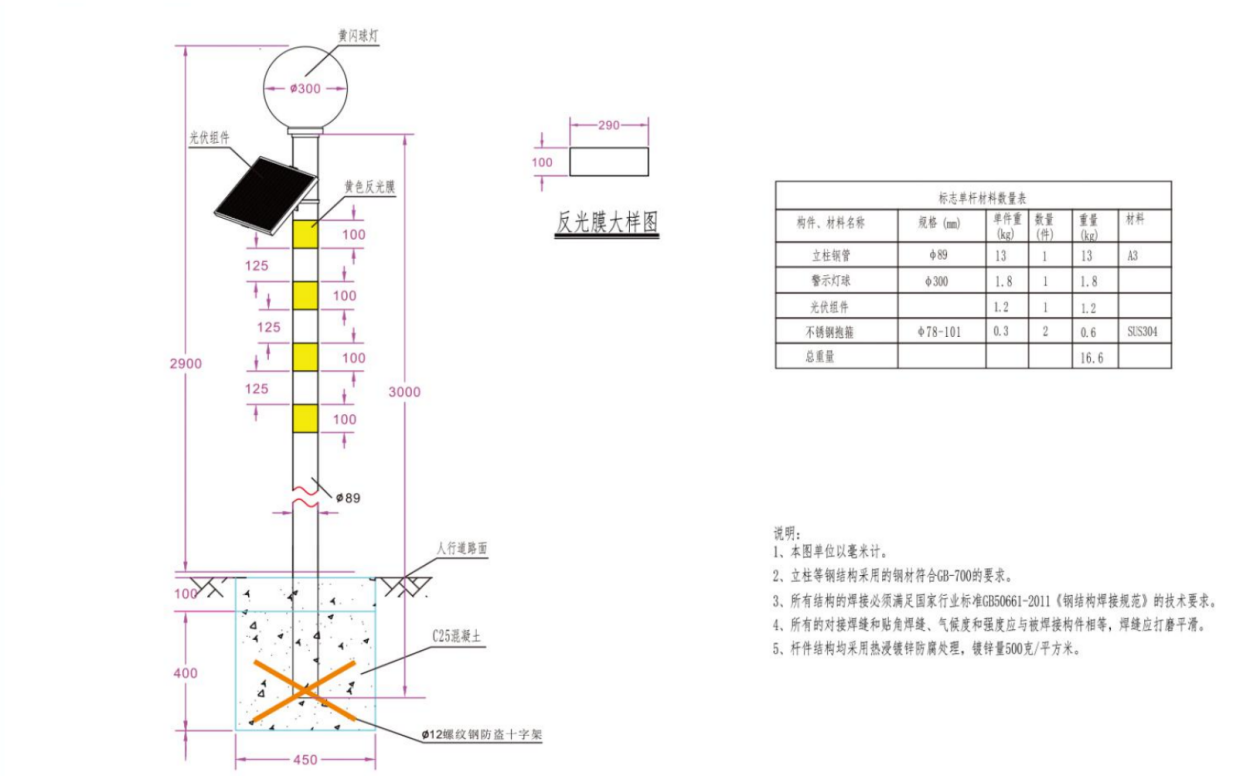 黄闪球灯
ø300
光伏组件
黄色反光膜
100
125
100
125
100
125
100
2900
3000
ø89
人行道路面
100
C25混凝土
400
ø12螺纹钢防盗十字架
450
290
100
反光膜大样图
标志单杆材料数量表
构件、材料名称 规格 (mm) 单件重(kg) 数量(件) 重量(kg) 材料
立柱钢管 ф89 13 1 13 A3
警示灯球 ф300 1.8 1 1.8
光伏组件 1.2 1 1.2
不锈钢抱箍 ф78-101 0.3 2 0.6 SUS304
总重量 16.6
说明:
1、本图单位以毫米计。
2、立柱等钢结构采用的钢材符合GB-700的要求。
3、所有结构的焊接必须满足国家行业标准GB50661-2011《钢结构焊接规范》的技术要求。
4、所有的对接焊缝和贴角焊缝、气候度和强度应与被焊接构件相等，焊缝应打磨平滑。
5、杆件结构均采用热浸镀锌防腐处理，镀锌量500克/平方米。